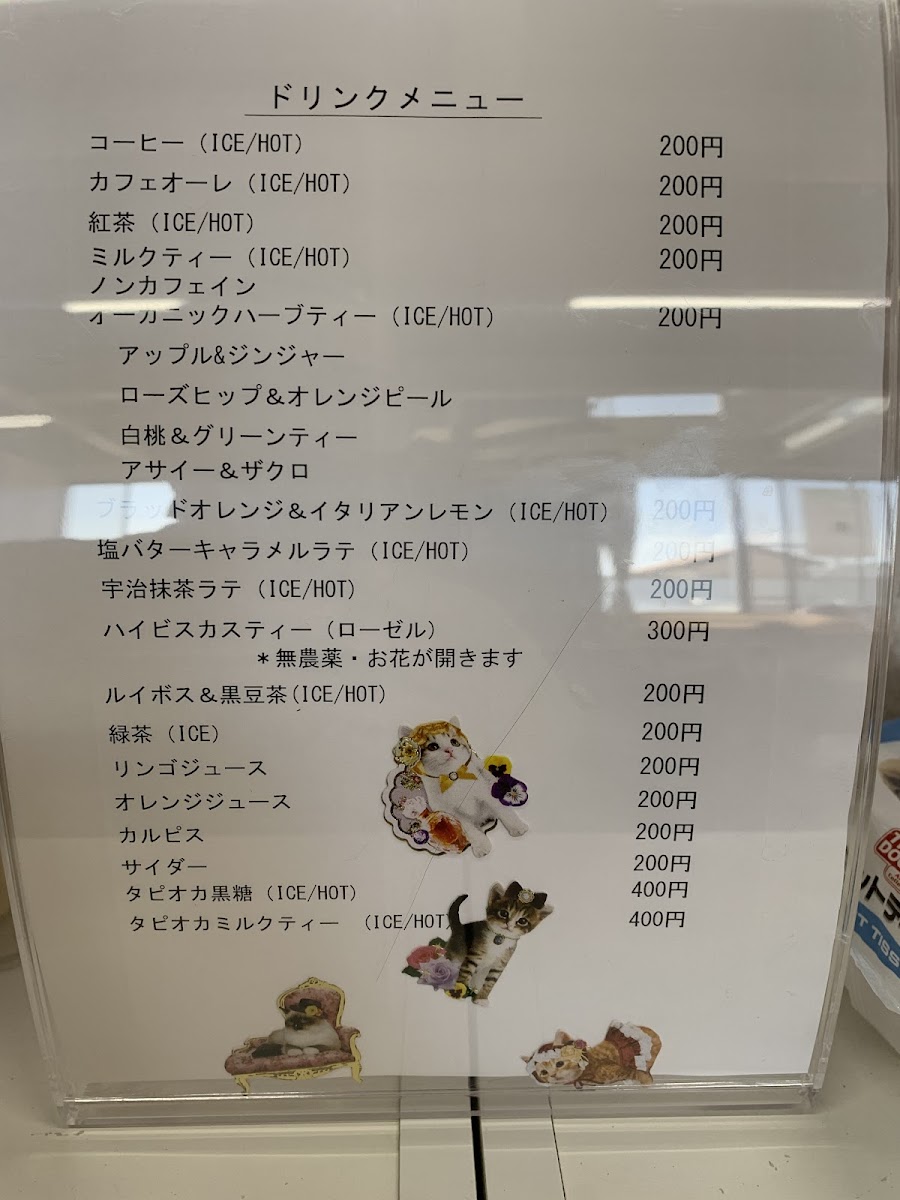 ドリンクメニュー
コーヒー (ICE/HOT) 200円
カフェオーレ (ICE/HOT) 200円
紅茶 (ICE/HOT) 200円
ミルクティー (ICE/HOT) 200円
ノンカフェイン
オーガニックハーブティー (ICE/HOT) 200円
アップル&ジンジャー
ローズヒップ＆オレンジピール
白桃＆グリーンティー
アサイー＆ザクロ
ブラッドオレンジ＆イタリアンレモン (ICE/HOT) 200円
塩バターキャラメルラテ (ICE/HOT) 200円
宇治抹茶ラテ (ICE/HOT) 200円
ハイビスカスティー（ローゼル） 300円
＊無農薬・お花が開きます
ルイボス＆黒豆茶(ICE/HOT) 200円
緑茶 (ICE) 200円
リンゴジュース 200円
オレンジジュース 200円
カルピス 200円
サイダー 200円
タピオカ黒糖 (ICE/HOT) 400円
タピオカミルクティー (ICE/HOT) 400円